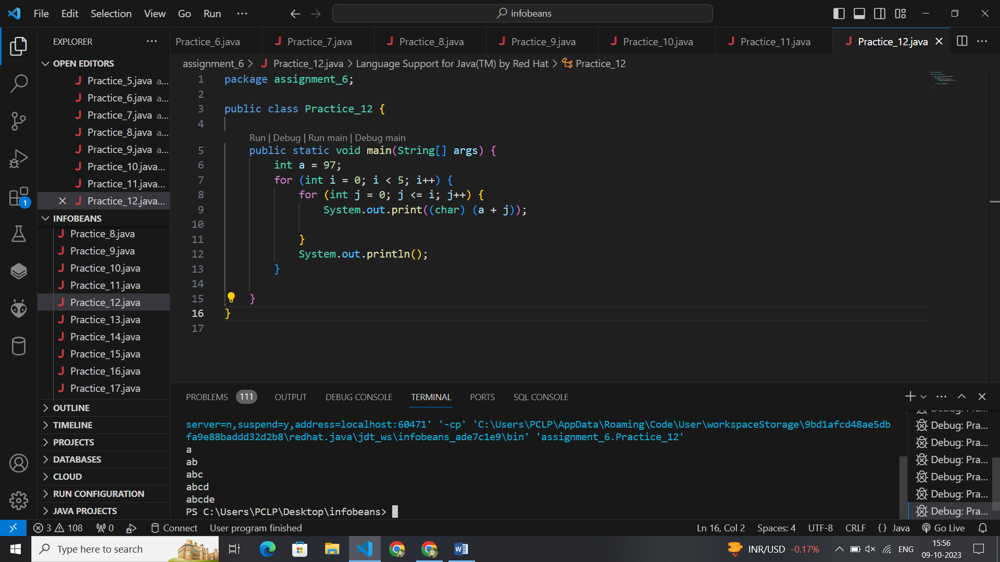 File Edit Selection View Go Run ···
infobeans
EXPLORER ···
Practice_6.java Practice_7.java Practice_8.java Practice_9.java Practice_10.java Practice_11.java Practice_12.java ···
OPEN EDITORS
Practice_5.java a...
Practice_6.java a...
Practice_7.java a...
Practice_8.java a...
Practice_9.java a...
Practice_10.java...
Practice_11.java...
Practice_12.java...
INFOBEANS
Practice_8.java
Practice_9.java
Practice_10.java
Practice_11.java
Practice_12.java
Practice_13.java
Practice_14.java
Practice_15.java
Practice_16.java
Practice_17.java
OUTLINE
TIMELINE
PROJECTS
DATABASES
CLOUD
RUN CONFIGURATION
JAVA PROJECTS
1
assignment_6 > Practice_12.java > Language Support for Java(TM) by Red Hat > Practice_12
1 package assignment_6;
2
3 public class Practice_12 {
4
Run | Debug | Run main | Debug main
5 public static void main(String[] args) {
6 int a = 97;
7 for (int i = 0; i < 5; i++) {
8 for (int j = 0; j <= i; j++) {
9 System.out.print((char) (a + j));
10
11 }
12 System.out.println();
13 }
14
15 }
16 }
17
PROBLEMS 111 OUTPUT DEBUG CONSOLE TERMINAL PORTS SQL CONSOLE
server=n,suspend=y,address=localhost:60471' '-cp' 'C:\Users\PCLP\AppData\Roaming\Code\User\workspaceStorage\9bd1afcd48ae5db
fa9e88baddd32d2b8\redhat.java\jdt_ws\infobeans_ade7c1e9\bin' 'assignment_6.Practice_12'
a
ab
abc
abcd
abcde
PS C:\Users\PCLP\Desktop\infobeans>
Debug: Pra...
Debug: Pra...
Debug: Pra...
Debug: Pra...
Debug: Pra...
Debug: Pra...
3 108 0 Connect User program finished Ln 16, Col 2 Spaces: 4 UTF-8 CRLF {} Java Go Live
Type here to search INR/USD -0.17% ENG 15:56
09-10-2023